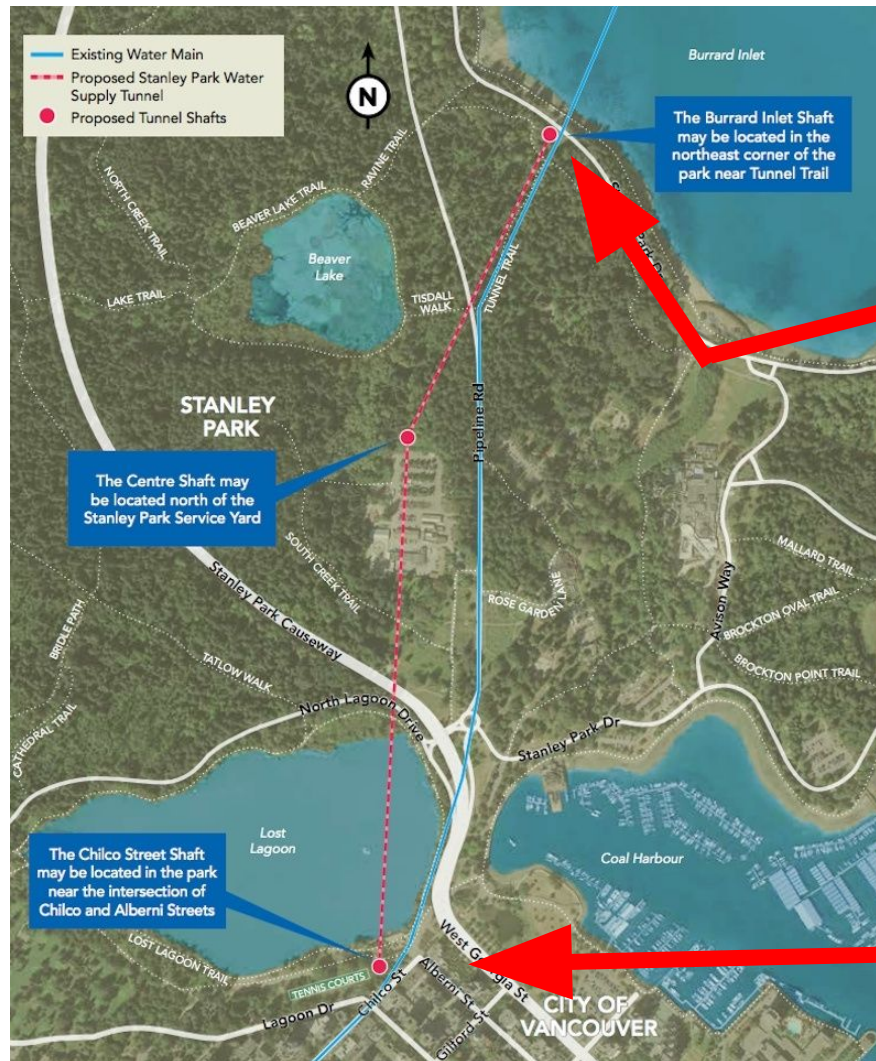 Existing Water Main
Proposed Stanley Park Water
Supply Tunnel
Proposed Tunnel Shafts
N
Burrard Inlet
The Burrard Inlet Shaft
may be located in the
northeast corner of the
park near Tunnel Trail
NORTH CREEK TRAIL
RAVINE TRAIL
BEAVER LAKE TRAIL
Beaver
Lake
LAKE TRAIL
TISDALL
WALK
TUNNEL TRAIL
Park Dr
Pipeline Rd
STANLEY
PARK
The Centre Shaft may
be located north of the
Stanley Park Service Yard
SOUTH CREEK TRAIL
Stanley Park Causeway
ROSE GARDEN LANE
Avison Way
MALLARD TRAIL
BROCKTON OVAL TRAIL
BROCKTON POINT TRAIL
BRIDLE PATH
TATLOW WALK
CATHEDRAL TRAIL
North Lagoon Drive
Stanley Park Dr
Lost
Lagoon
Coal Harbour
The Chilco Street Shaft
may be located in the park
near the intersection of
Chilco and Alberni Streets
LOST LAGOON TRAIL
TENNIS COURTS
Lagoon Dr
Chilco St
Alberni St
Gilford St
West Georgia St
CITY OF
VANCOUVER